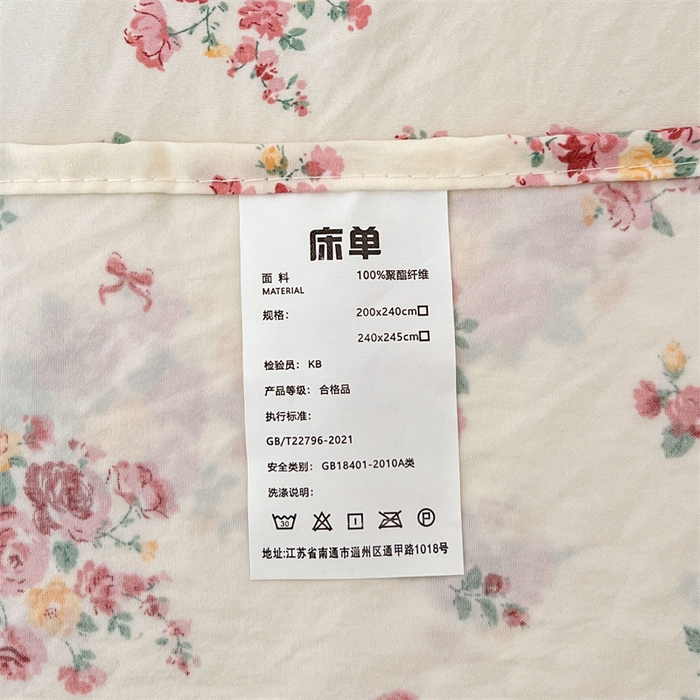 床单
面 料 100%聚酯纤维
MATERIAL
规格: 200x240cm□
240x245cm□
检验员: KB
产品等级: 合格品
执行标准:
GB/T22796-2021
安全类别: GB18401-2010A类
洗涤说明:
30
P
地址:江苏省南通市通州区通甲路1018号